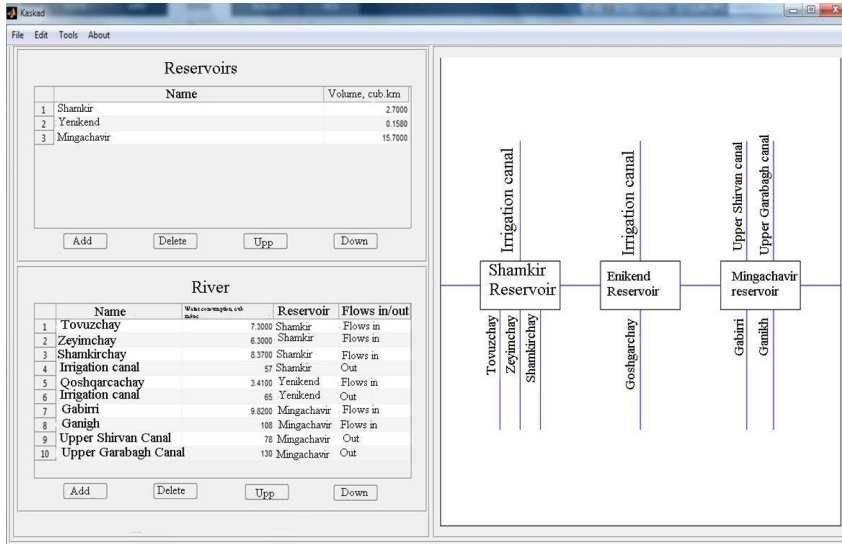 Kaskad
File Edit Tools About
Reservoirs
Name Volume, cub.km
1 Shamkir 2.7000
2 Yenikend 0.1580
3 Mingachavir 15.7000
Add Delete Upp Down
River
Name Reservoir Flows in/out
1 Tovuzchay 7.3000 Shamkir Flows in
2 Zeyimchay 6.3000 Shamkir Flows in
3 Shamkirchay 8.3700 Shamkir Flows in
4 Irrigation canal 57 Shamkir Out
5 Qoshqarcachay 3.4100 Yenikend Flows in
6 Irrigation canal 65 Yenikend Out
7 Gabirri 9.8200 Mingachavir Flows in
8 Ganigh 108 Mingachavir Flows in
9 Upper Shirvan Canal 78 Mingachavir Out
10 Upper Garabagh Canal 130 Mingachavir Out
Add Delete Upp Down
Irrigation canal
Irrigation canal
Upper Shirvan canal
Upper Garabagh canal
Shamkir
Reservoir
Enikend
Reservoir
Mingachavir
reservoir
Tovuzchay
Zeyimchay
Shamkirchay
Goshgarchay
Gabirri
Ganikh